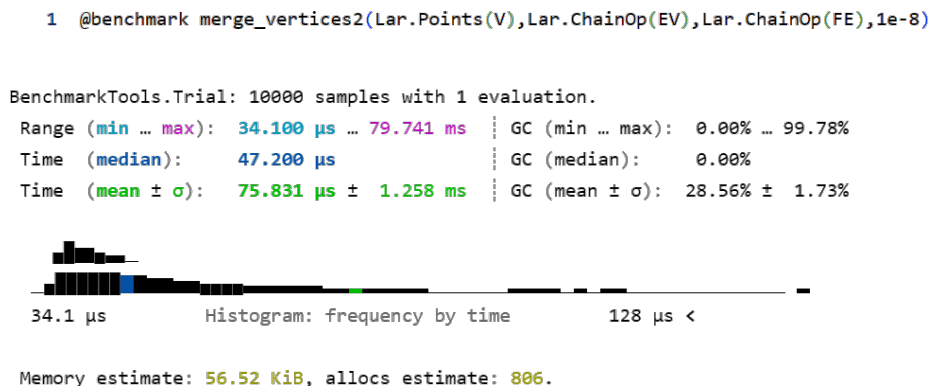 1 @benchmark merge_vertices2(Lar.Points(V),Lar.ChainOp(EV),Lar.ChainOp(FE),1e-8)
BenchmarkTools.Trial: 10000 samples with 1 evaluation.
Range (min … max): 34.100 μs … 79.741 ms ┊ GC (min … max): 0.00% … 99.78%
Time (median): 47.200 μs ┊ GC (median): 0.00%
Time (mean ± σ): 75.831 μs ± 1.258 ms ┊ GC (mean ± σ): 28.56% ± 1.73%
34.1 μs Histogram: frequency by time 128 μs <
Memory estimate: 56.52 KiB, allocs estimate: 806.